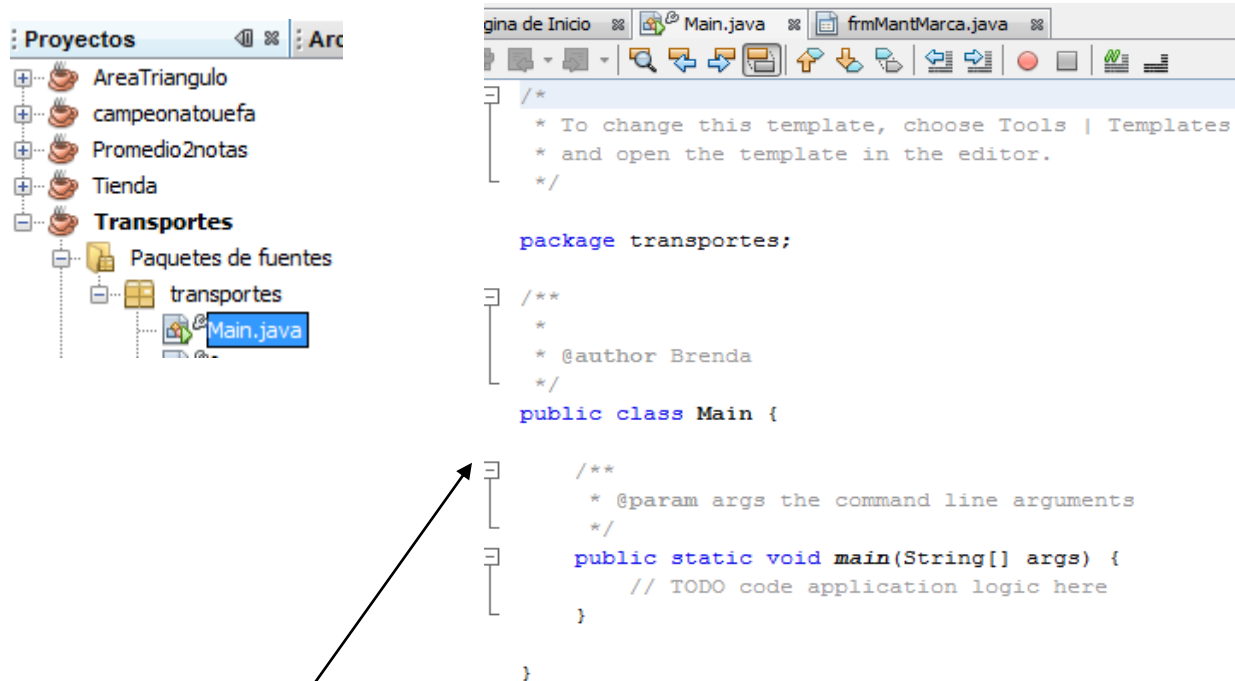 Proyectos
AreaTriangulo
campeonatouefa
Promedio2notas
Tienda
Transportes
Paquetes de fuentes
transportes
Main.java
gina de Inicio Main.java frmMantMarca.java
/*
 * To change this template, choose Tools | Templates
 * and open the template in the editor.
 */
package transportes;
/**
 *
 * @author Brenda
 */
public class Main {
/**
 * @param args the command line arguments
 */
public static void main(String[] args) {
// TODO code application logic here
}
}